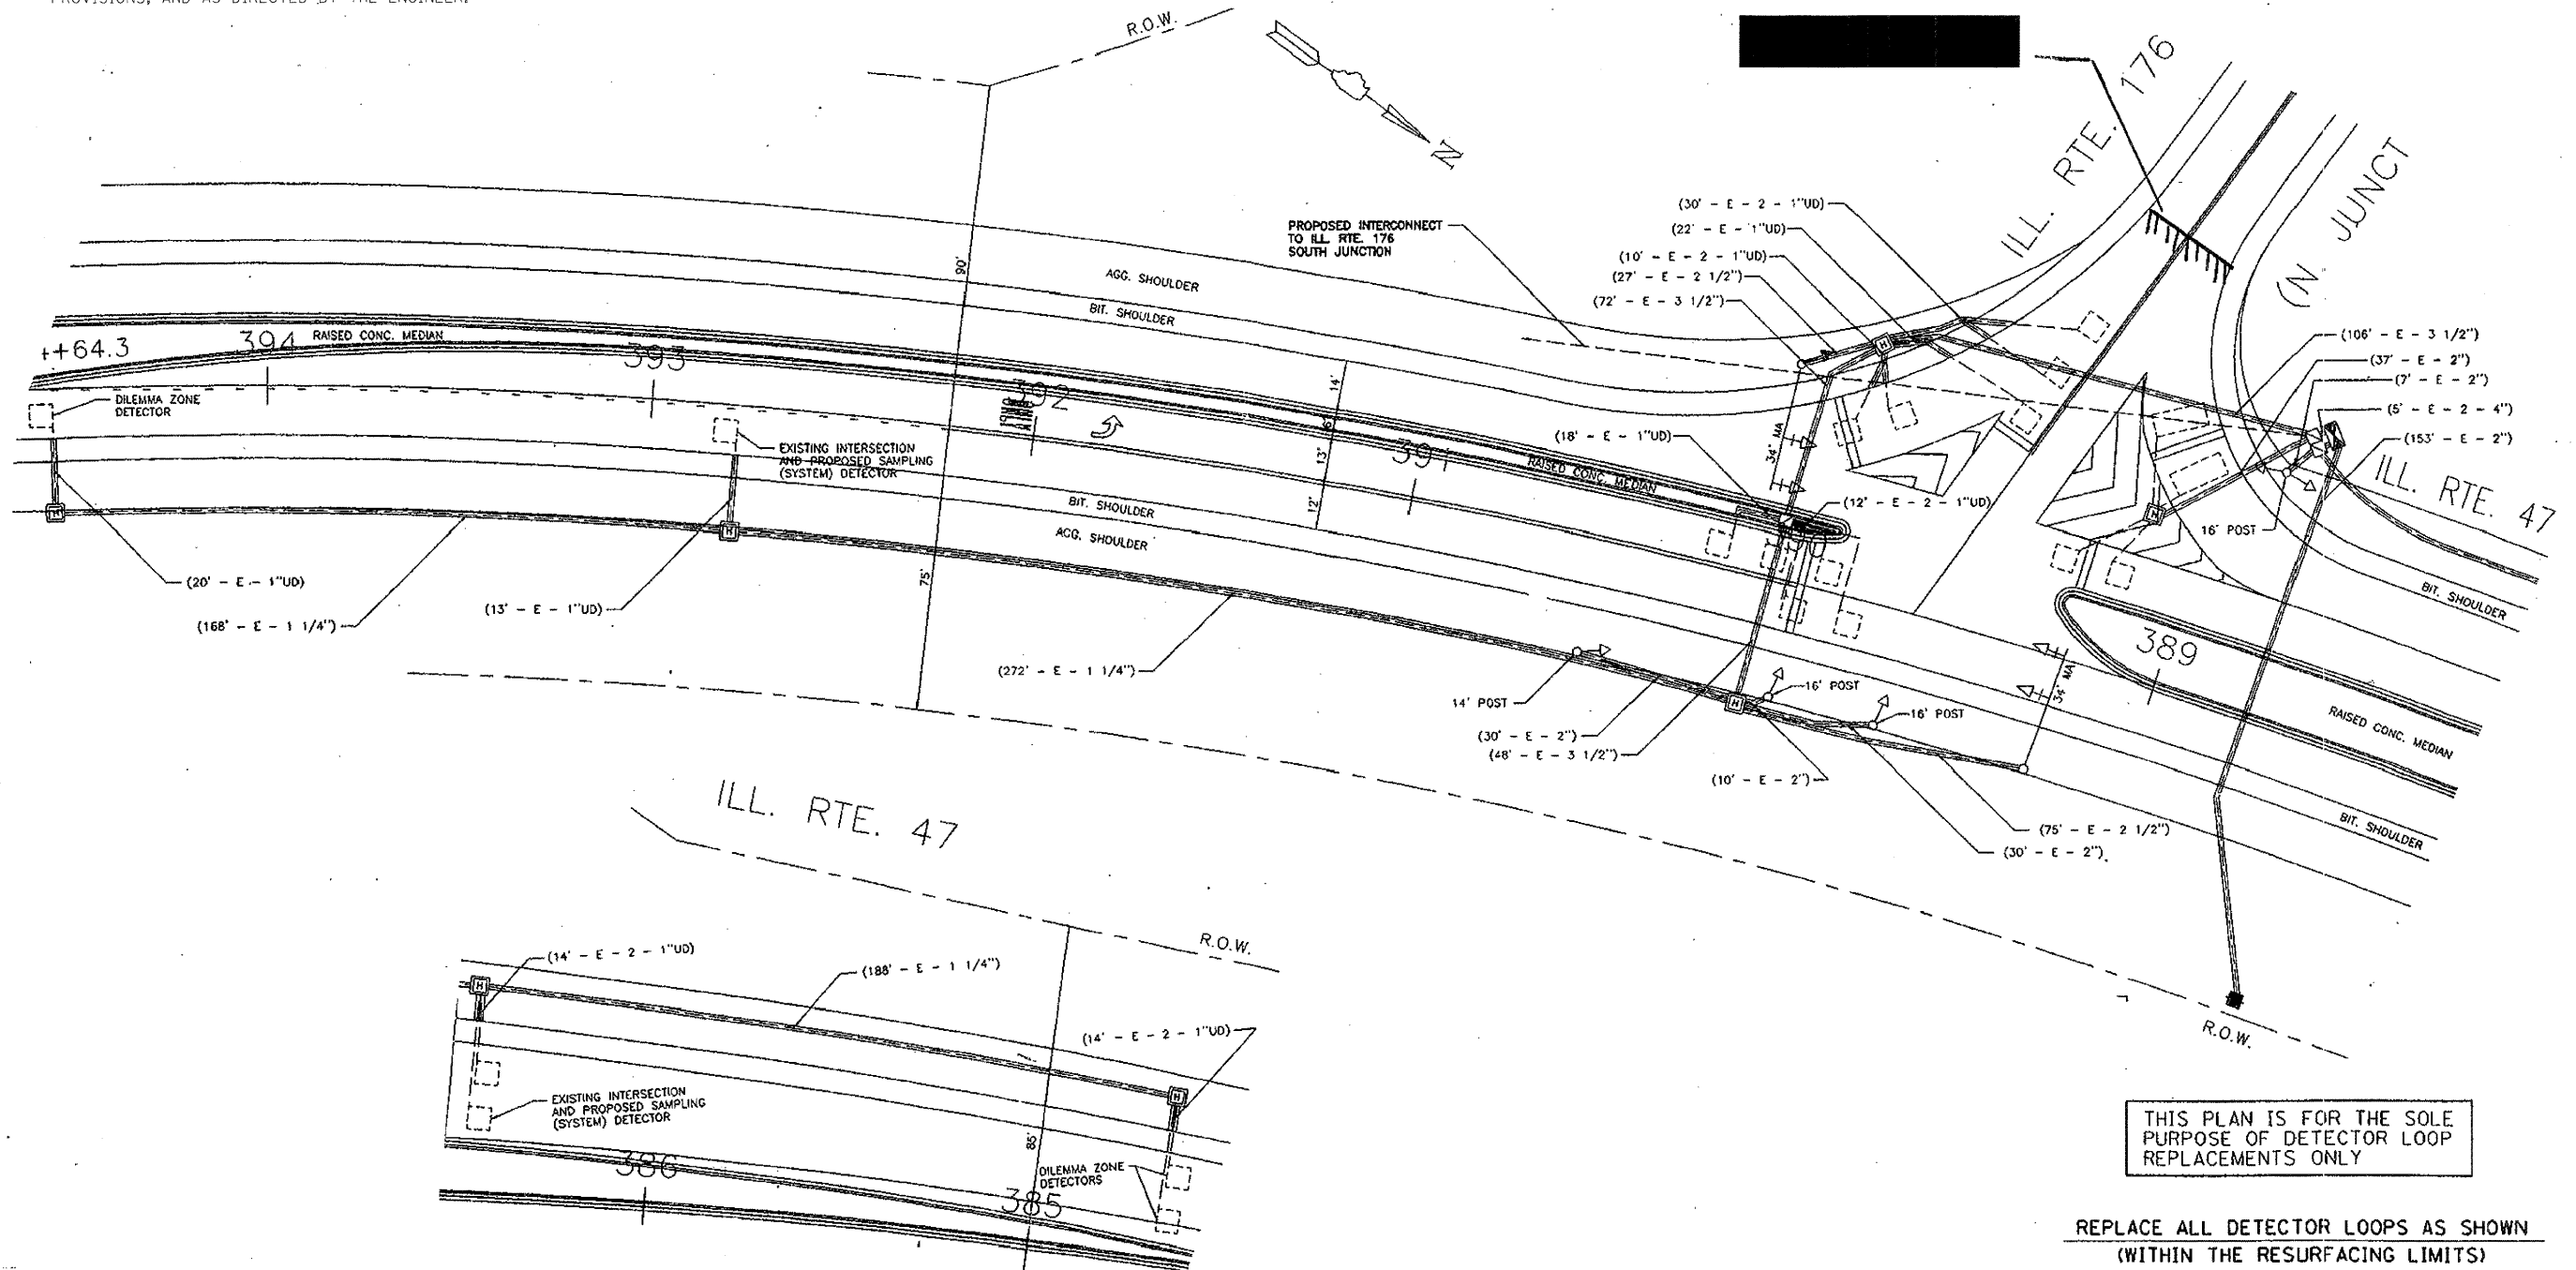 PROVISIONS, AND AS DIRECTED BY THE ENGINEER.
R.O.W.
N
ILL. RTE. 176
(N JUNCT
PROPOSED INTERCONNECT
TO ILL. RTE. 176
SOUTH JUNCTION
(30' - E - 2 - 1"UD)
(22' - E - 1"UD)
(10' - E - 2 - 1"UD)
(27' - E - 2 1/2")
(72' - E - 3 1/2")
(106' - E - 3 1/2")
(37' - E - 2")
(7' - E - 2")
(5' - E - 2 - 4")
(153' - E - 2")
ILL. RTE. 47
16' POST
90'
AGG. SHOULDER
BIT. SHOULDER
++64.3
394
RAISED CONC. MEDIAN
393
392
391
DILEMMA ZONE
DETECTOR
EXISTING INTERSECTION
AND PROPOSED SAMPLING
(SYSTEM) DETECTOR
14'
6'
13'
12'
(18' - E - 1"UD)
34' MA
RAISED CONC. MEDIAN
(12' - E - 2 - 1"UD)
H
H
H
H
H
BIT. SHOULDER
AGG. SHOULDER
75'
(20' - E - 1"UD)
(168' - E - 1 1/4")
(13' - E - 1"UD)
(272' - E - 1 1/4")
14' POST
16' POST
16' POST
(30' - E - 2")
(48' - E - 3 1/2")
(10' - E - 2")
(75' - E - 2 1/2")
(30' - E - 2")
34' MA
389
BIT. SHOULDER
RAISED CONC. MEDIAN
BIT. SHOULDER
ILL. RTE. 47
R.O.W.
R.O.W.
(14' - E - 2 - 1"UD)
(188' - E - 1 1/4")
(14' - E - 2 - 1"UD)
H
H
EXISTING INTERSECTION
AND PROPOSED SAMPLING
(SYSTEM) DETECTOR
85'
386
385
DILEMMA ZONE
DETECTORS
THIS PLAN IS FOR THE SOLE
PURPOSE OF DETECTOR LOOP
REPLACEMENTS ONLY
REPLACE ALL DETECTOR LOOPS AS SHOWN
(WITHIN THE RESURFACING LIMITS)